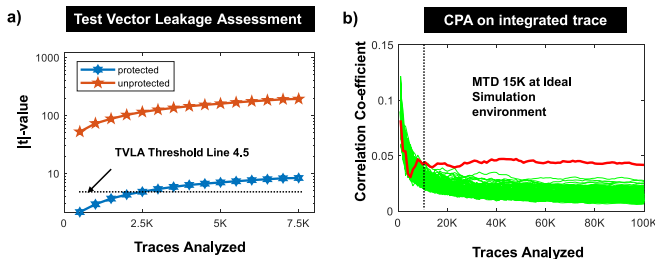 a)
Test Vector Leakage Assessment
1000
100
10
|t|-value
protected
unprotected
TVLA Threshold Line 4,5
0
2.5K
5K
7.5K
Traces Analyzed
b)
CPA on integrated trace
0.15
0.1
0.05
0
Correlation Co-efficient
MTD 15K at Ideal
Simulation
environment
0
20K
40K
60K
80K
100K
Traces Analyzed